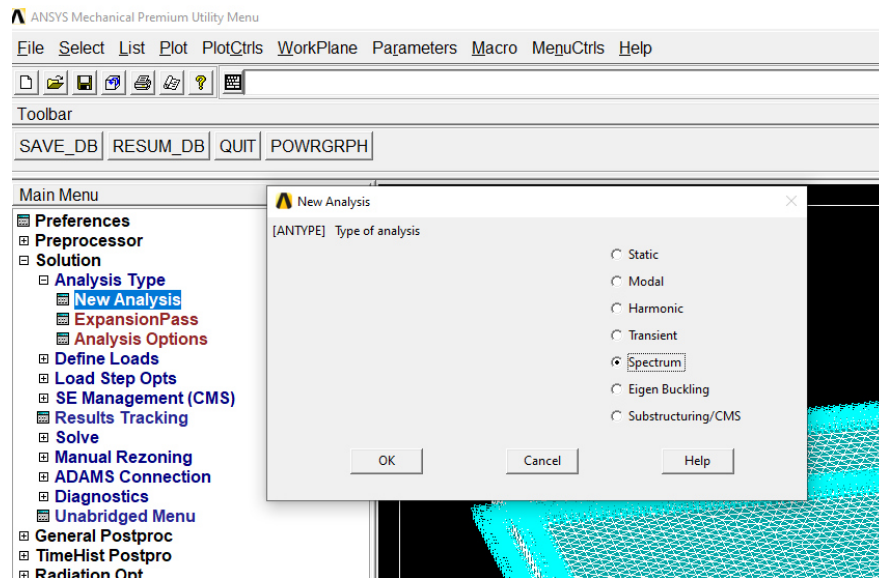 ANSYS Mechanical Premium Utility Menu
File Select List Plot PlotCtrls WorkPlane Parameters Macro MenuCtrls Help
Toolbar
SAVE_DB RESUM_DB QUIT POWRGRPH
Main Menu
Preferences
Preprocessor
Solution
Analysis Type
New Analysis
ExpansionPass
Analysis Options
Define Loads
Load Step Opts
SE Management (CMS)
Results Tracking
Solve
Manual Rezoning
ADAMS Connection
Diagnostics
Unabridged Menu
General Postproc
TimeHist Postpro
Radiation Opt
New Analysis
[ANTYPE] Type of analysis
Static
Modal
Harmonic
Transient
Spectrum
Eigen Buckling
Substructuring/CMS
OK Cancel Help